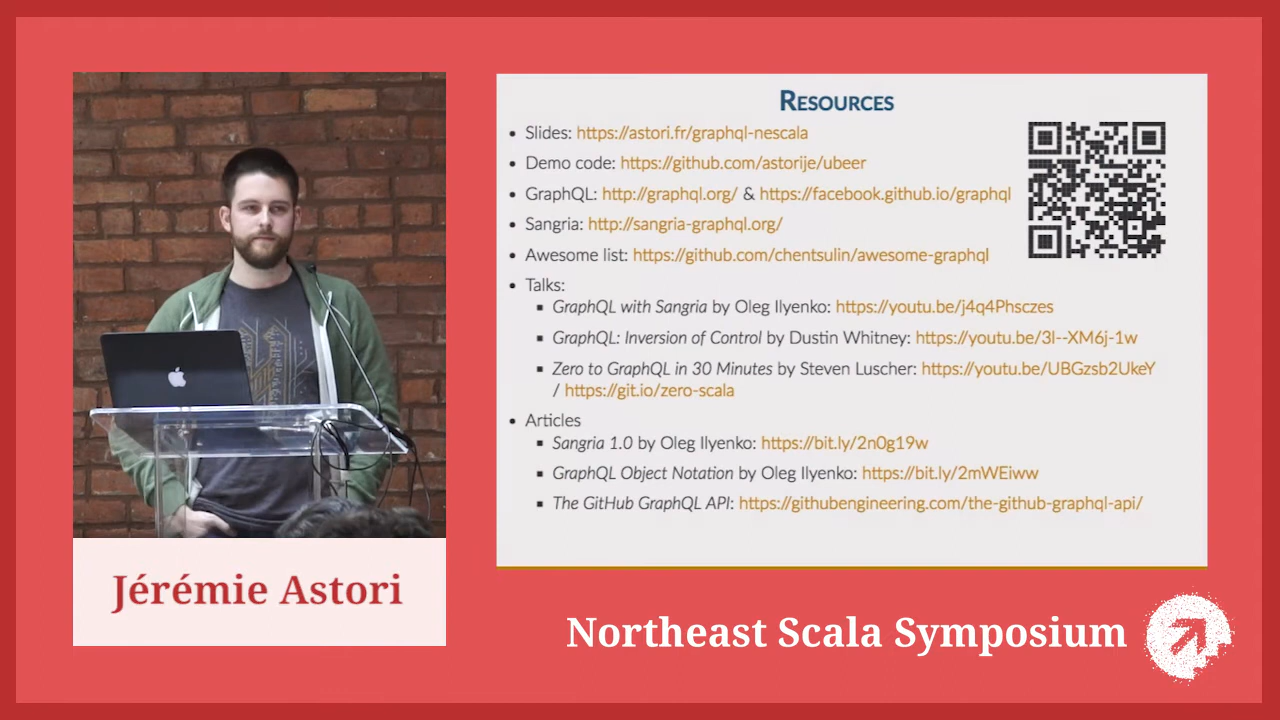 RESOURCES
• Slides: https://astori.fr/graphql-nescala
• Demo code: https://github.com/astorije/ubeer
• GraphQL: http://graphql.org/ & https://facebook.github.io/graphql
• Sangria: http://sangria-graphql.org/
• Awesome list: https://github.com/chentsulin/awesome-graphql
• Talks:
▪ GraphQL with Sangria by Oleg Ilyenko: https://youtu.be/j4q4Phsczes
▪ GraphQL: Inversion of Control by Dustin Whitney: https://youtu.be/3I--XM6j-1w
▪ Zero to GraphQL in 30 Minutes by Steven Luscher: https://youtu.be/UBGzsb2UkeY
/ https://git.io/zero-scala
• Articles
▪ Sangria 1.0 by Oleg Ilyenko: https://bit.ly/2n0g19w
▪ GraphQL Object Notation by Oleg Ilyenko: https://bit.ly/2mWEiww
▪ The GitHub GraphQL API: https://githubengineering.com/the-github-graphql-api/
Jérémie Astori
Northeast Scala Symposium